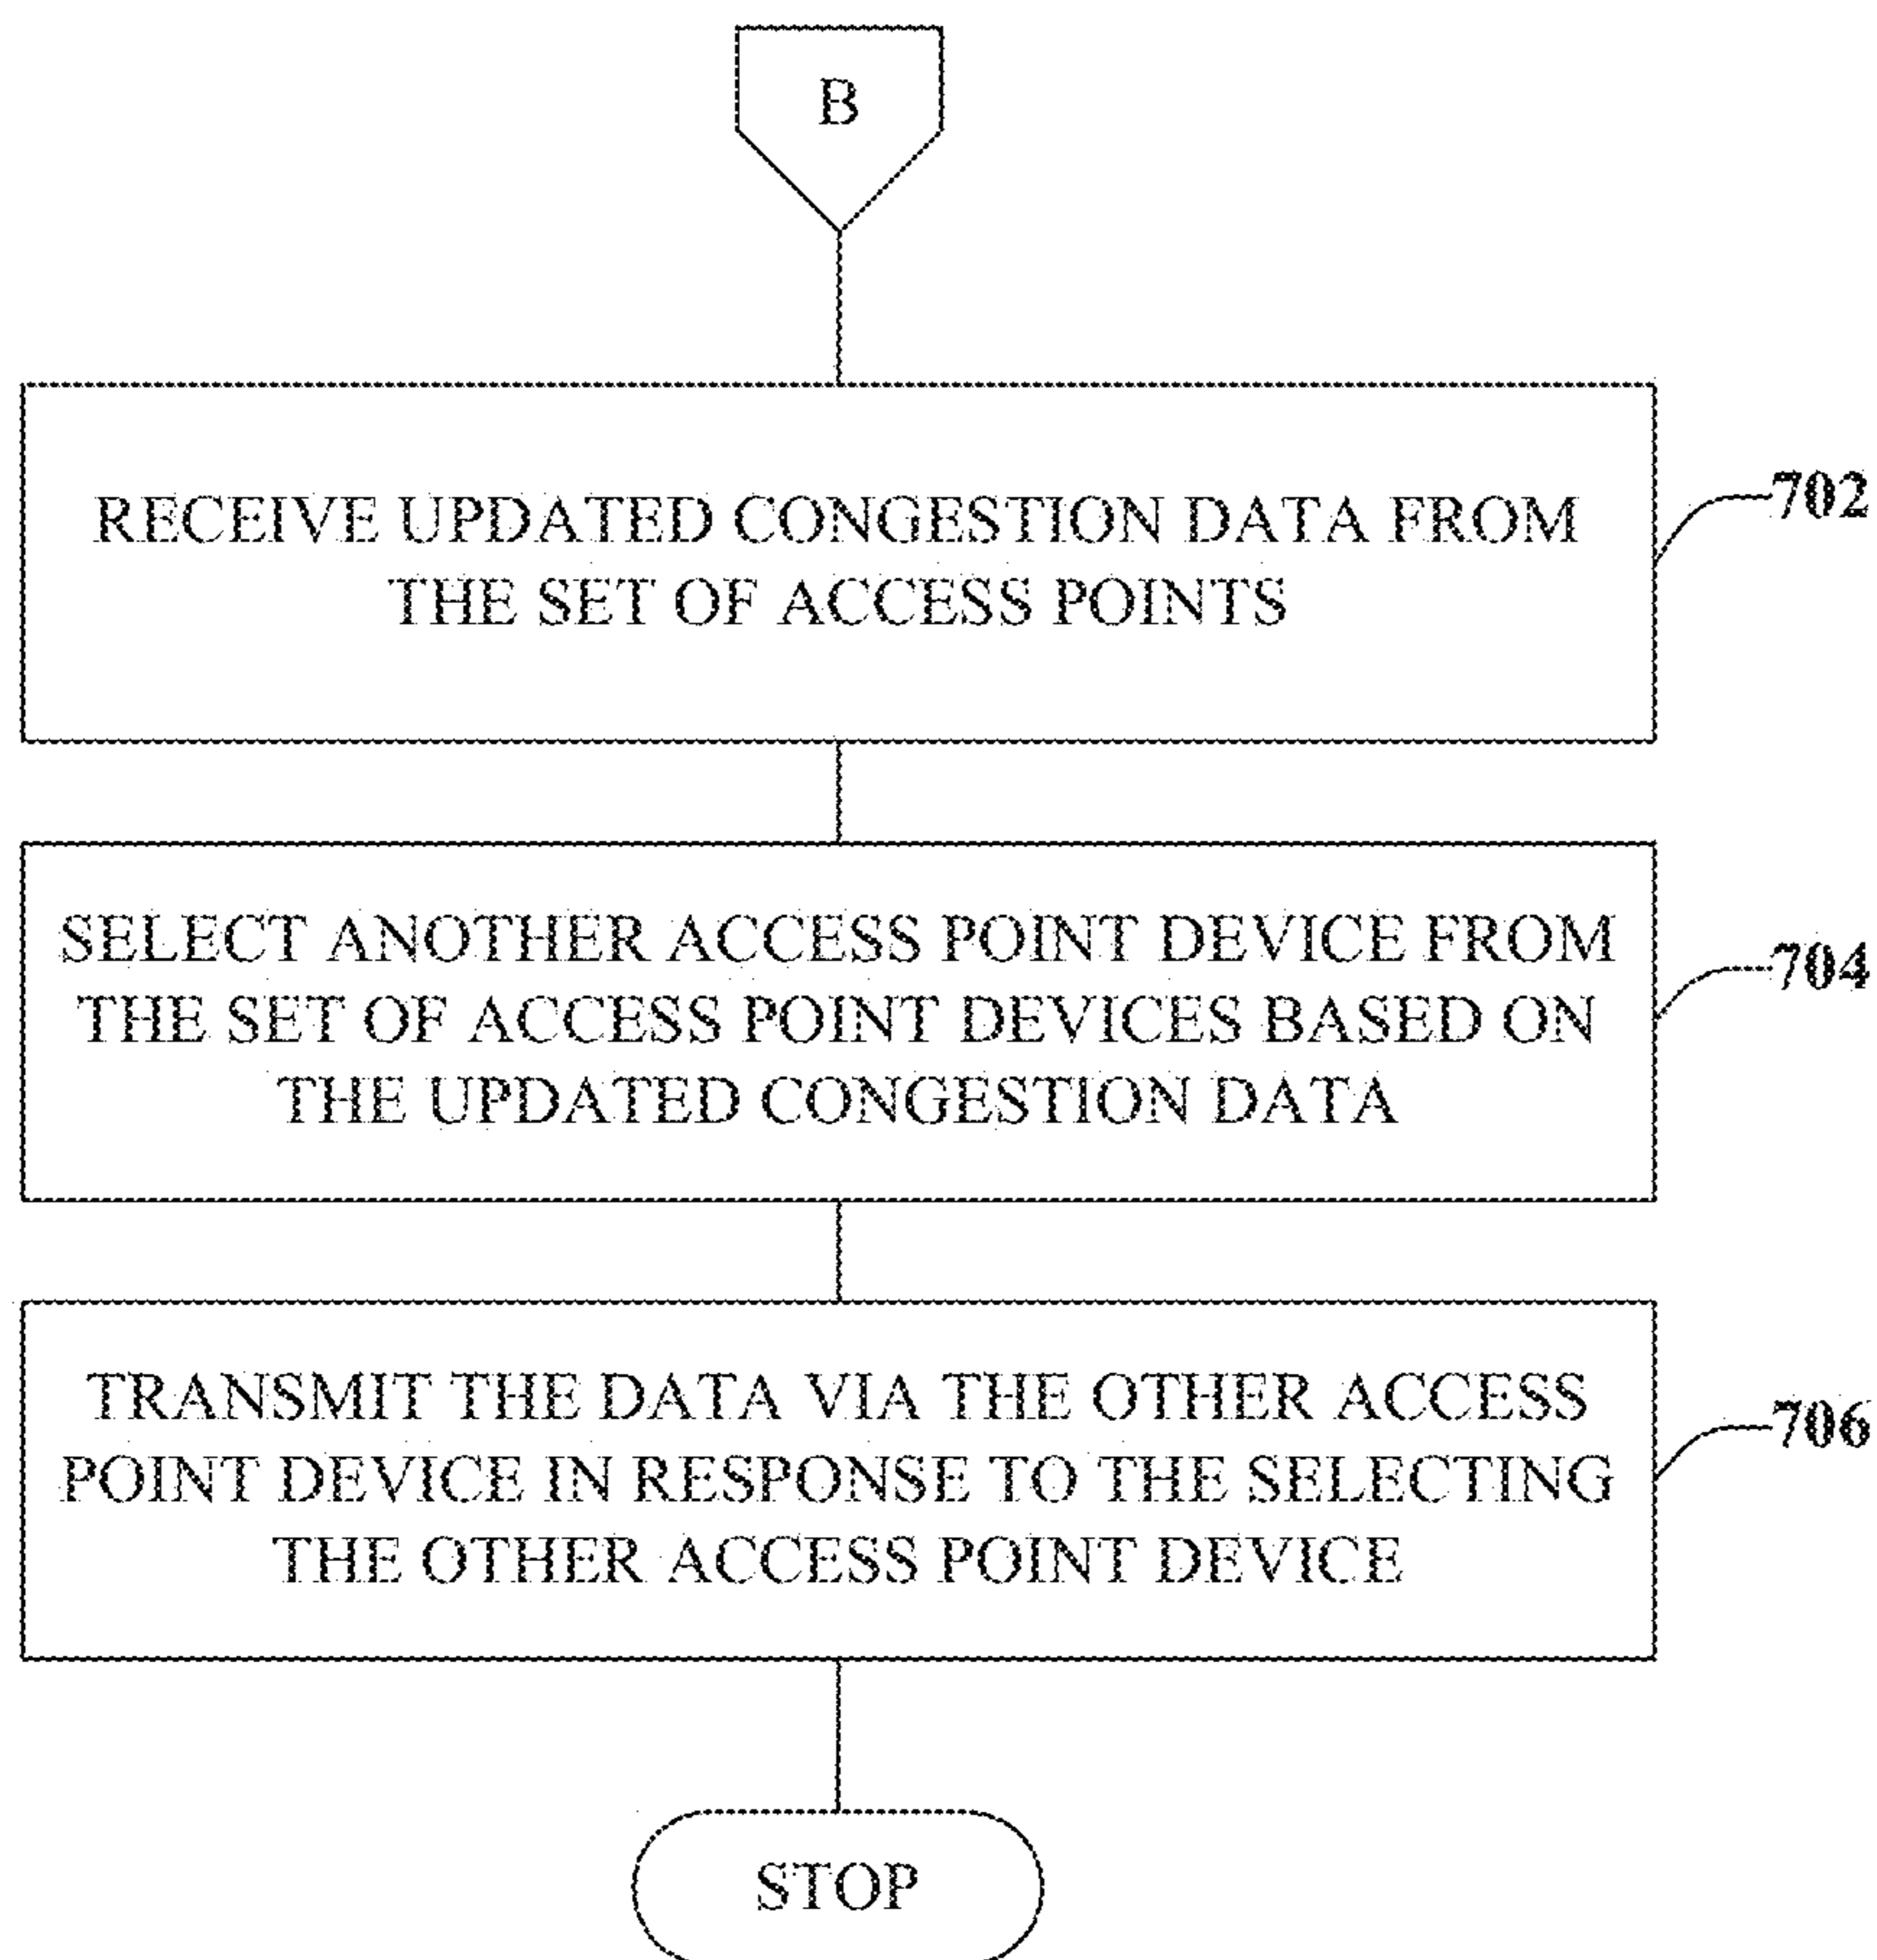 B
RECEIVE UPDATED CONGESTION DATA FROM
THE SET OF ACCESS POINTS
702
SELECT ANOTHER ACCESS POINT DEVICE FROM
THE SET OF ACCESS POINT DEVICES BASED ON
THE UPDATED CONGESTION DATA
704
TRANSMIT THE DATA VIA THE OTHER ACCESS
POINT DEVICE IN RESPONSE TO THE SELECTING
THE OTHER ACCESS POINT DEVICE
706
STOP